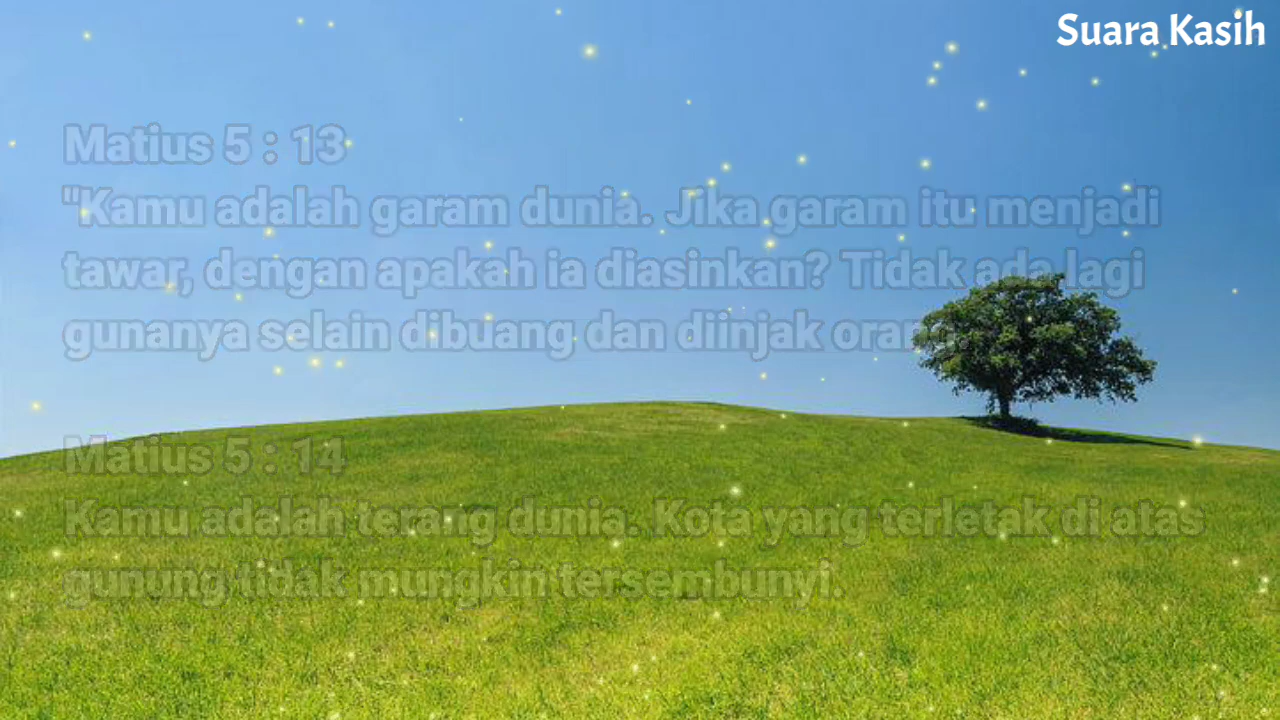 Suara Kasih
Matius 5 : 13
"Kamu adalah garam dunia. Jika garam itu menjadi
tawar, dengan apakah ia diasinkan? Tidak ada lagi
gunanya selain dibuang dan diinjak orang.
Matius 5 : 14
Kamu adalah terang dunia. Kota yang terletak di atas
gunung tidak mungkin tersembunyi.